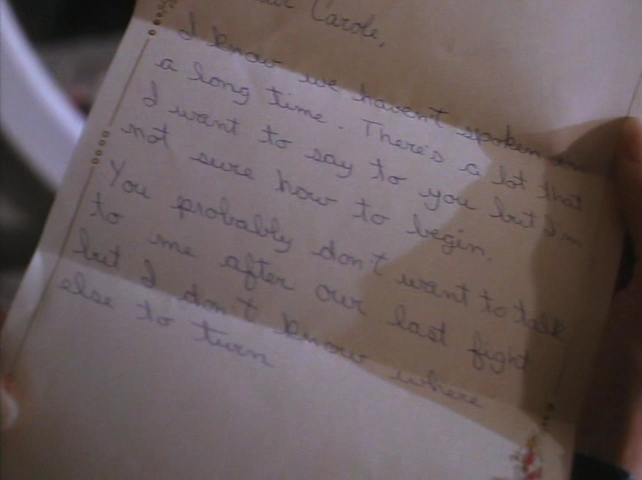 Dear Carole,
I know we haven't spoken in
a long time. There's a lot that
I want to say to you but I'm
not sure how to begin.
You probably don't want to talk
to me after our last fight
but I don't know where
else to turn